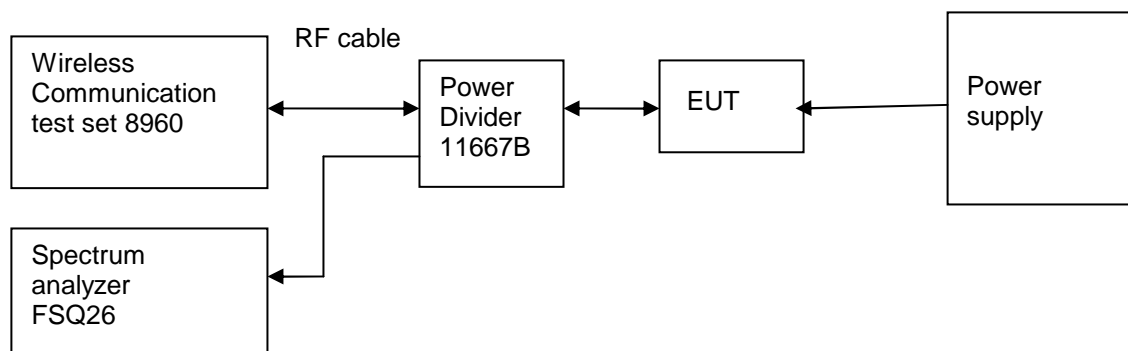 RF cable
Wireless
Communication
test set 8960
Power
Divider
11667B
EUT
Power
supply
Spectrum
analyzer
FSQ26